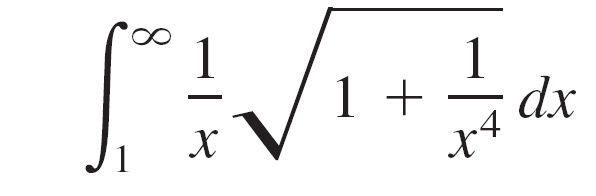 ∫₁^∞ 1/x √(1 + 1/x⁴) dx